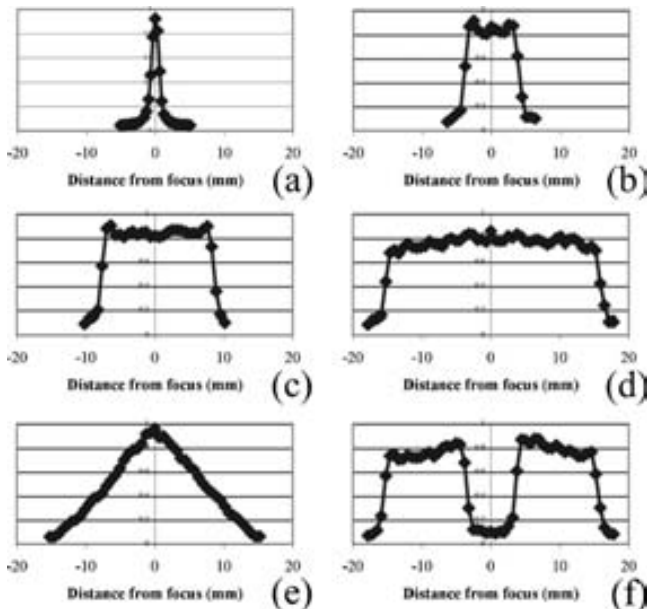 -20 -10 0 10 20 -20 -10 0 10 20
Distance from focus (mm) (a) Distance from focus (mm) (b)
-20 -10 0 10 20 -20 -10 0 10 20
Distance from focus (mm) (c) Distance from focus (mm) (d)
-20 -10 0 10 20 -20 -10 0 10 20
Distance from focus (mm) (e) Distance from focus (mm) (f)